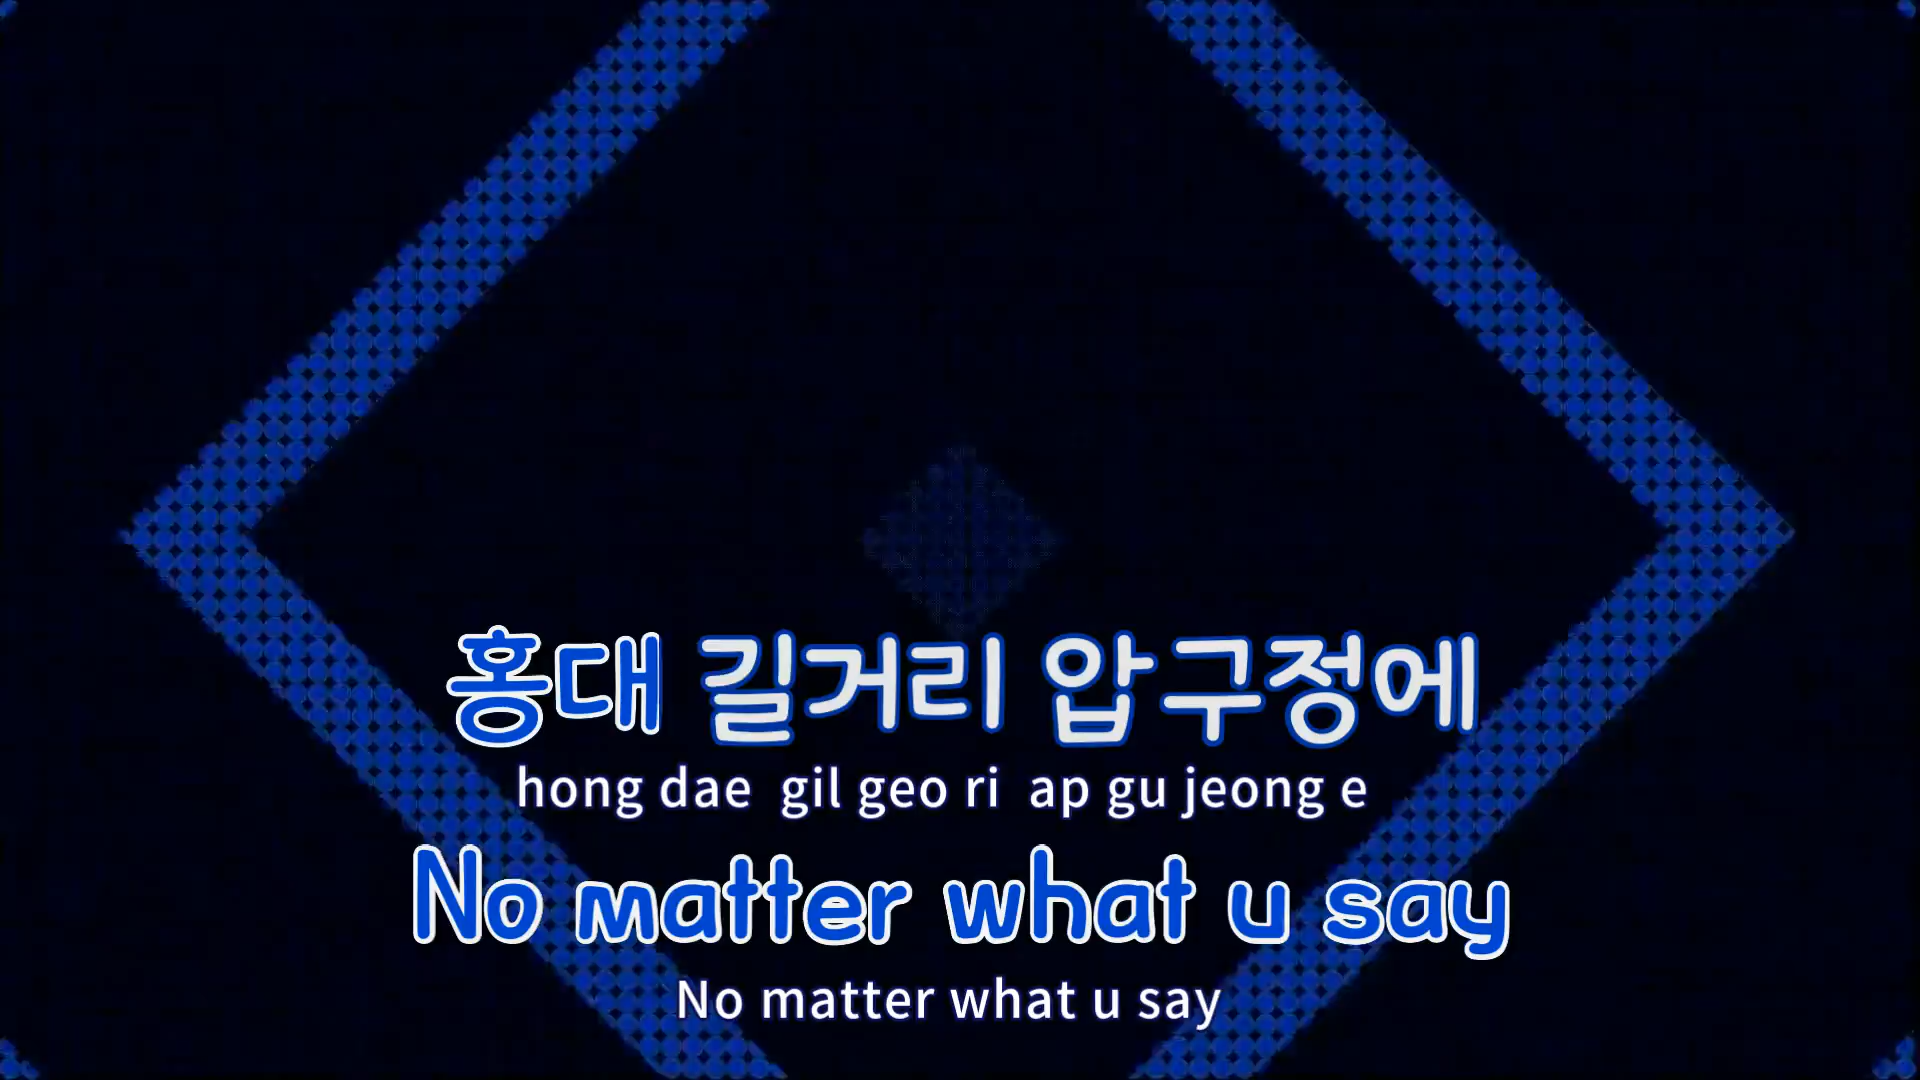 홍대 길거리 압구정에
hong dae gil geo ri ap gu jeong e
No matter what u say
No matter what u say